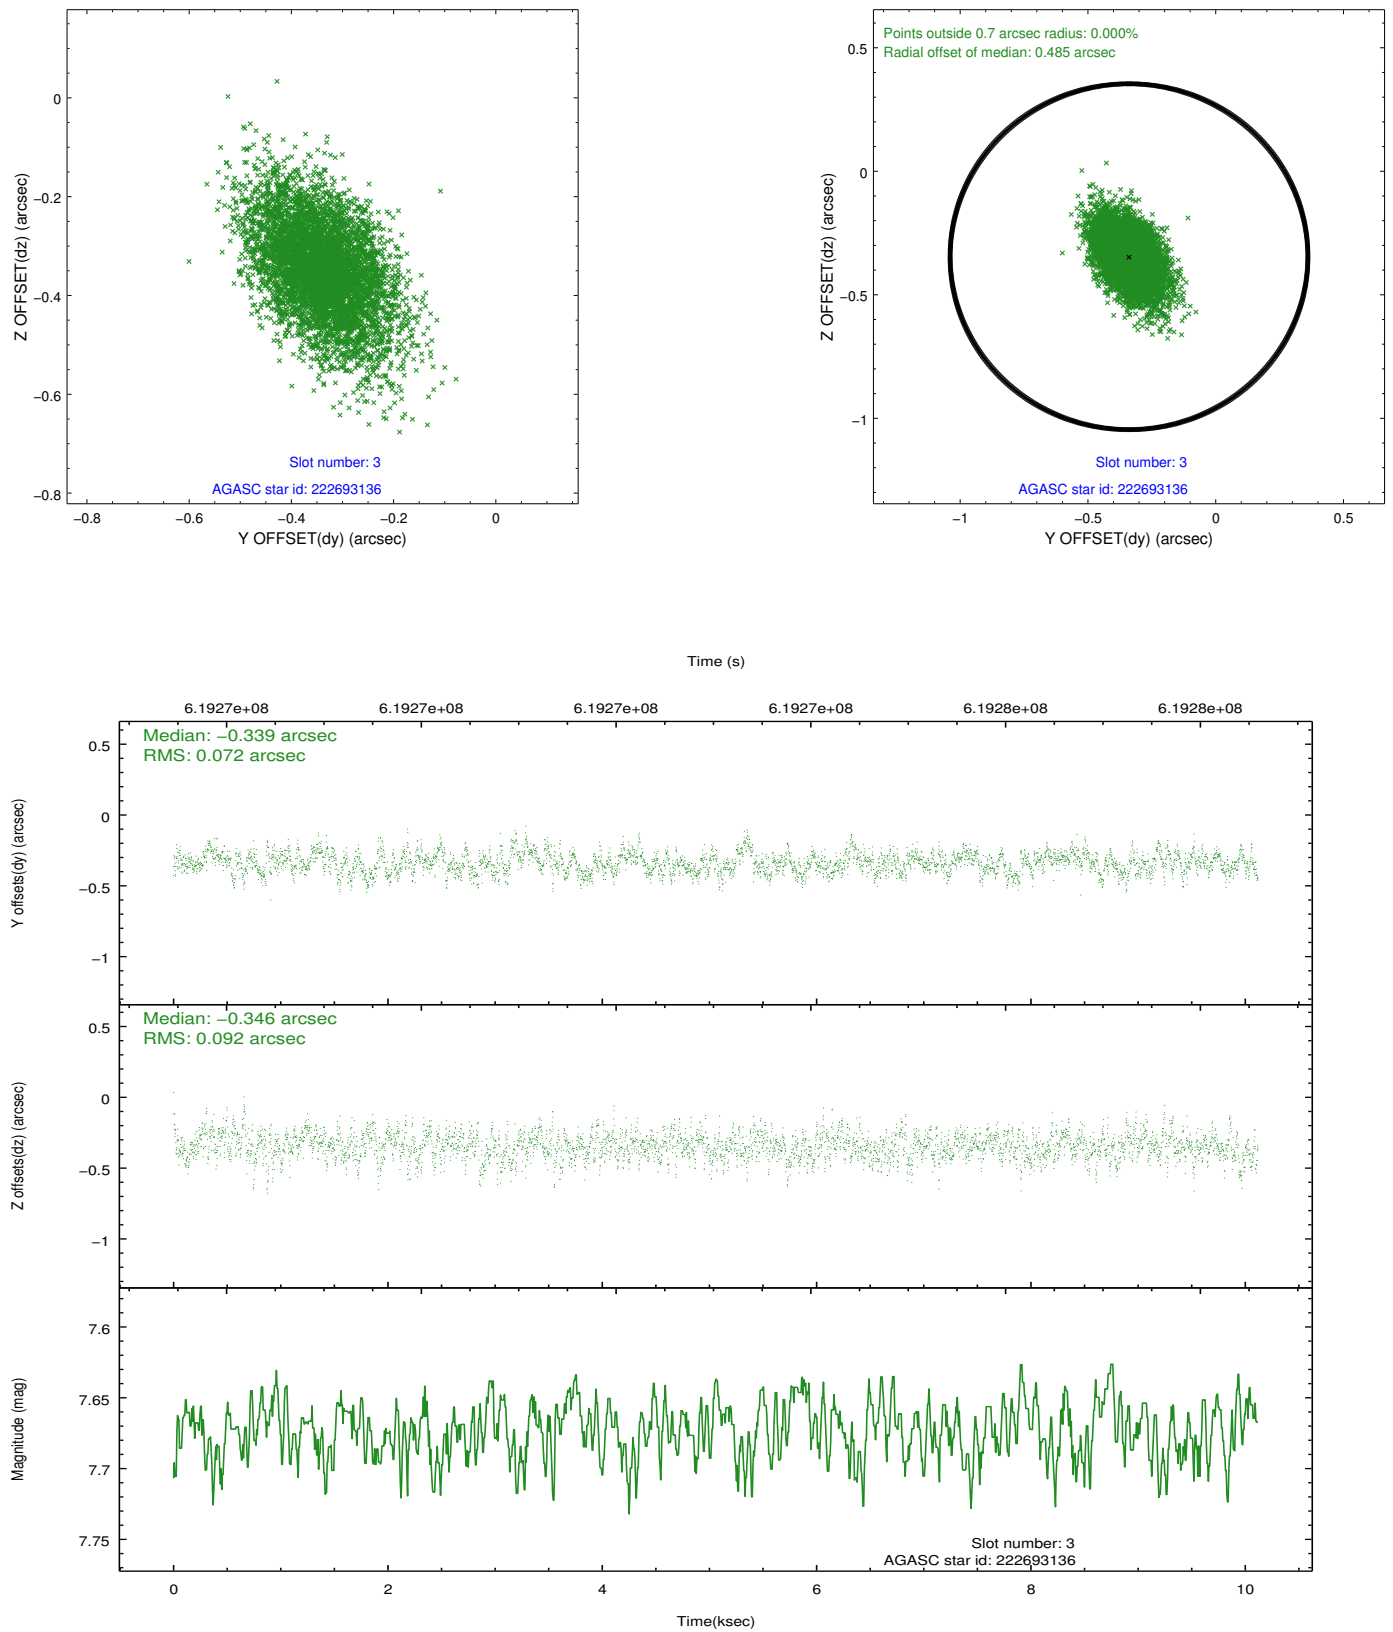 0
−0.2
−0.4
−0.6
−0.8
Z OFFSET(dz) (arcsec)
Slot number: 3
AGASC star id: 222693136
−0.8 −0.6 −0.4 −0.2 0
Y OFFSET(dy) (arcsec)
Points outside 0.7 arcsec radius: 0.000%
Radial offset of median: 0.485 arcsec
0.5
0
−0.5
−1
Z OFFSET(dz) (arcsec)
Slot number: 3
AGASC star id: 222693136
−1 −0.5 0 0.5
Y OFFSET(dy) (arcsec)
Time (s)
6.1927e+08 6.1927e+08 6.1927e+08 6.1927e+08 6.1928e+08 6.1928e+08
Median: −0.339 arcsec
RMS: 0.072 arcsec
0.5
0
−0.5
−1
Y offsets(dy) (arcsec)
Median: −0.346 arcsec
RMS: 0.092 arcsec
0.5
0
−0.5
−1
Z offsets(dz) (arcsec)
7.6
7.65
7.7
7.75
Magnitude (mag)
Slot number: 3
AGASC star id: 222693136
0 2 4 6 8 10
Time(ksec)